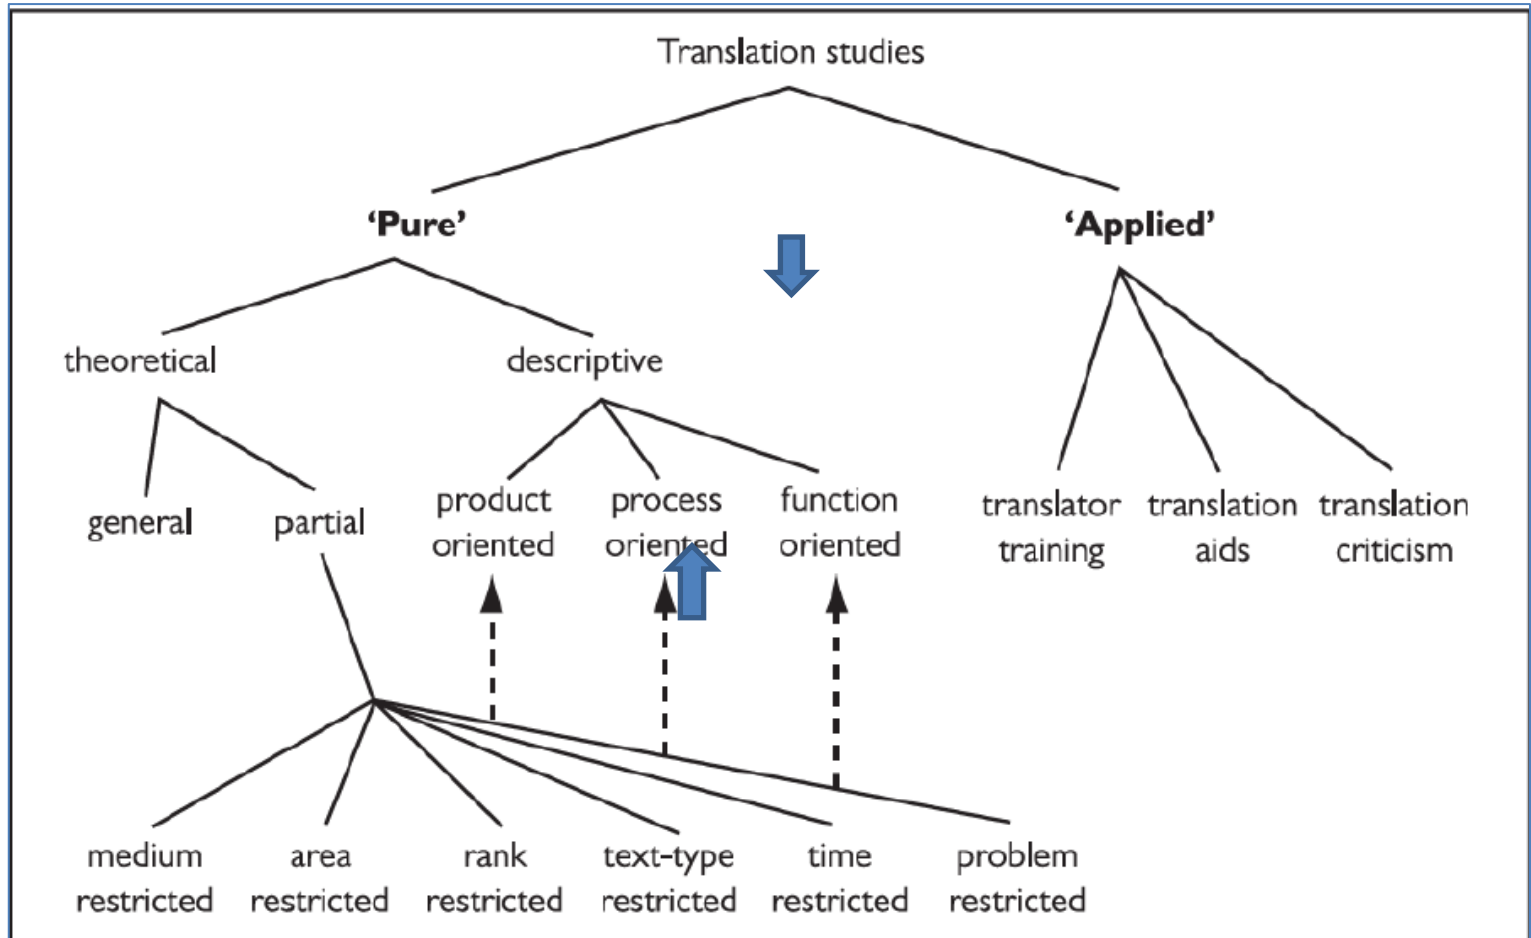 Translation studies
‘Pure’ ‘Applied’
theoretical descriptive
general partial
product process function
oriented oriented oriented
translator translation translation
training aids criticism
medium area rank text-type time problem
restricted restricted restricted restricted restricted restricted